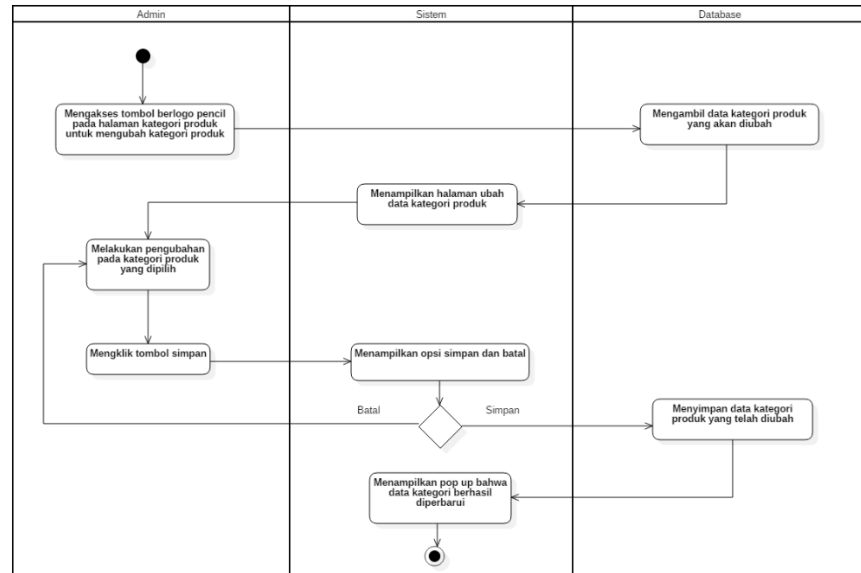 Admin
Sistem
Database
Mengakses tombol berlogo pencil
pada halaman kategori produk
untuk mengubah kategori produk
Mengambil data kategori produk
yang akan diubah
Menampilkan halaman ubah
data kategori produk
Melakukan pengubahan
pada kategori produk
yang dipilih
Mengklik tombol simpan
Menampilkan opsi simpan dan batal
Batal
Simpan
Menyimpan data kategori
produk yang telah diubah
Menampilkan pop up bahwa
data kategori berhasil
diperbarui